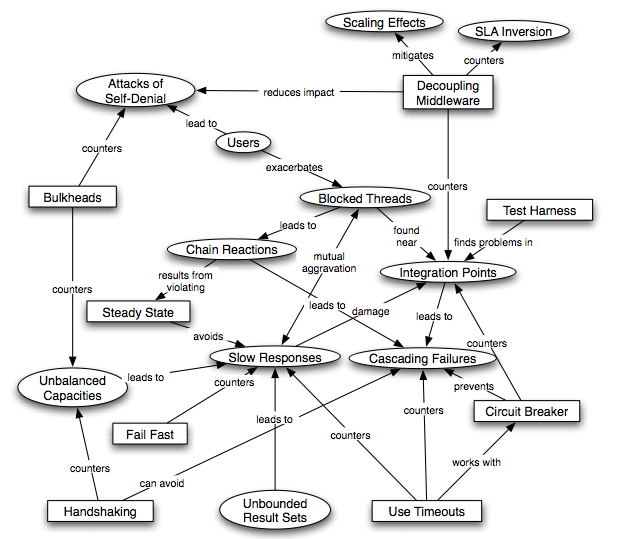 Scaling Effects
SLA Inversion
mitigates
counters
Attacks of
Self-Denial
reduces impact
Decoupling
Middleware
lead to
Users
counters
exacerbates
counters
Bulkheads
Blocked Threads
Test Harness
leads to
found
near
finds problems in
Chain Reactions
mutual
aggravation
Integration Points
results from
violating
counters
leads to
damage
leads to
Steady State
avoids
counters
Slow Responses
Cascading Failures
Unbalanced
Capacities
leads to
counters
prevents
Circuit Breaker
Fail Fast
leads to
counters
counters
counters
works with
can avoid
Handshaking
Unbounded
Result Sets
Use Timeouts